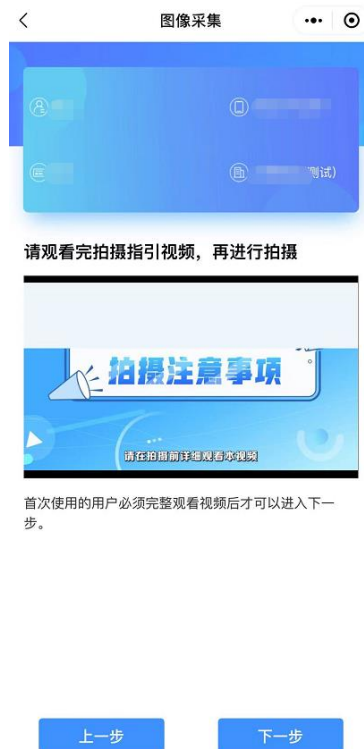 图像采集
测试)
请观看完拍摄指引视频，再进行拍摄
拍摄注意事项
请在拍摄前详细观看本视频
首次使用的用户必须完整观看视频后才可以进入下一
步。
上一步
下一步